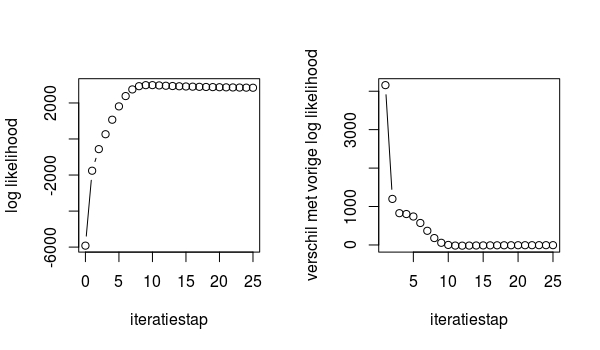 log likelihood
2000
-2000
-6000
0 5 10 15 20 25
iteratiestap
verschil met vorige log likelihood
3000
1000
0
5 10 15 20 25
iteratiestap